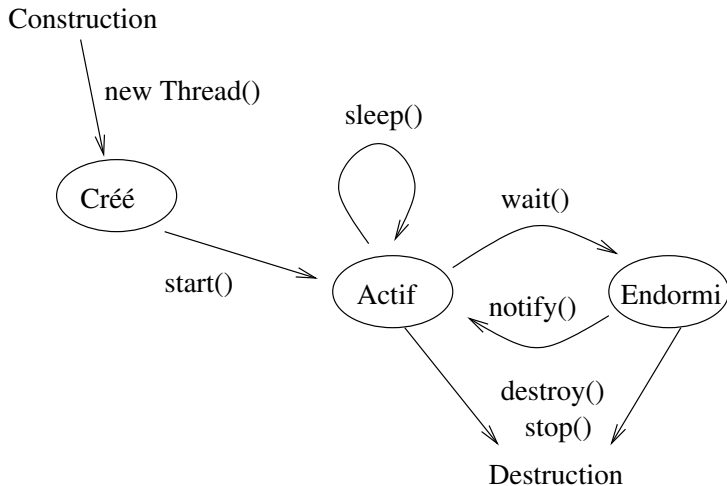 Construction
new Thread()
sleep()
Créé
wait()
start()
Actif
notify()
Endormi
destroy()
stop()
Destruction